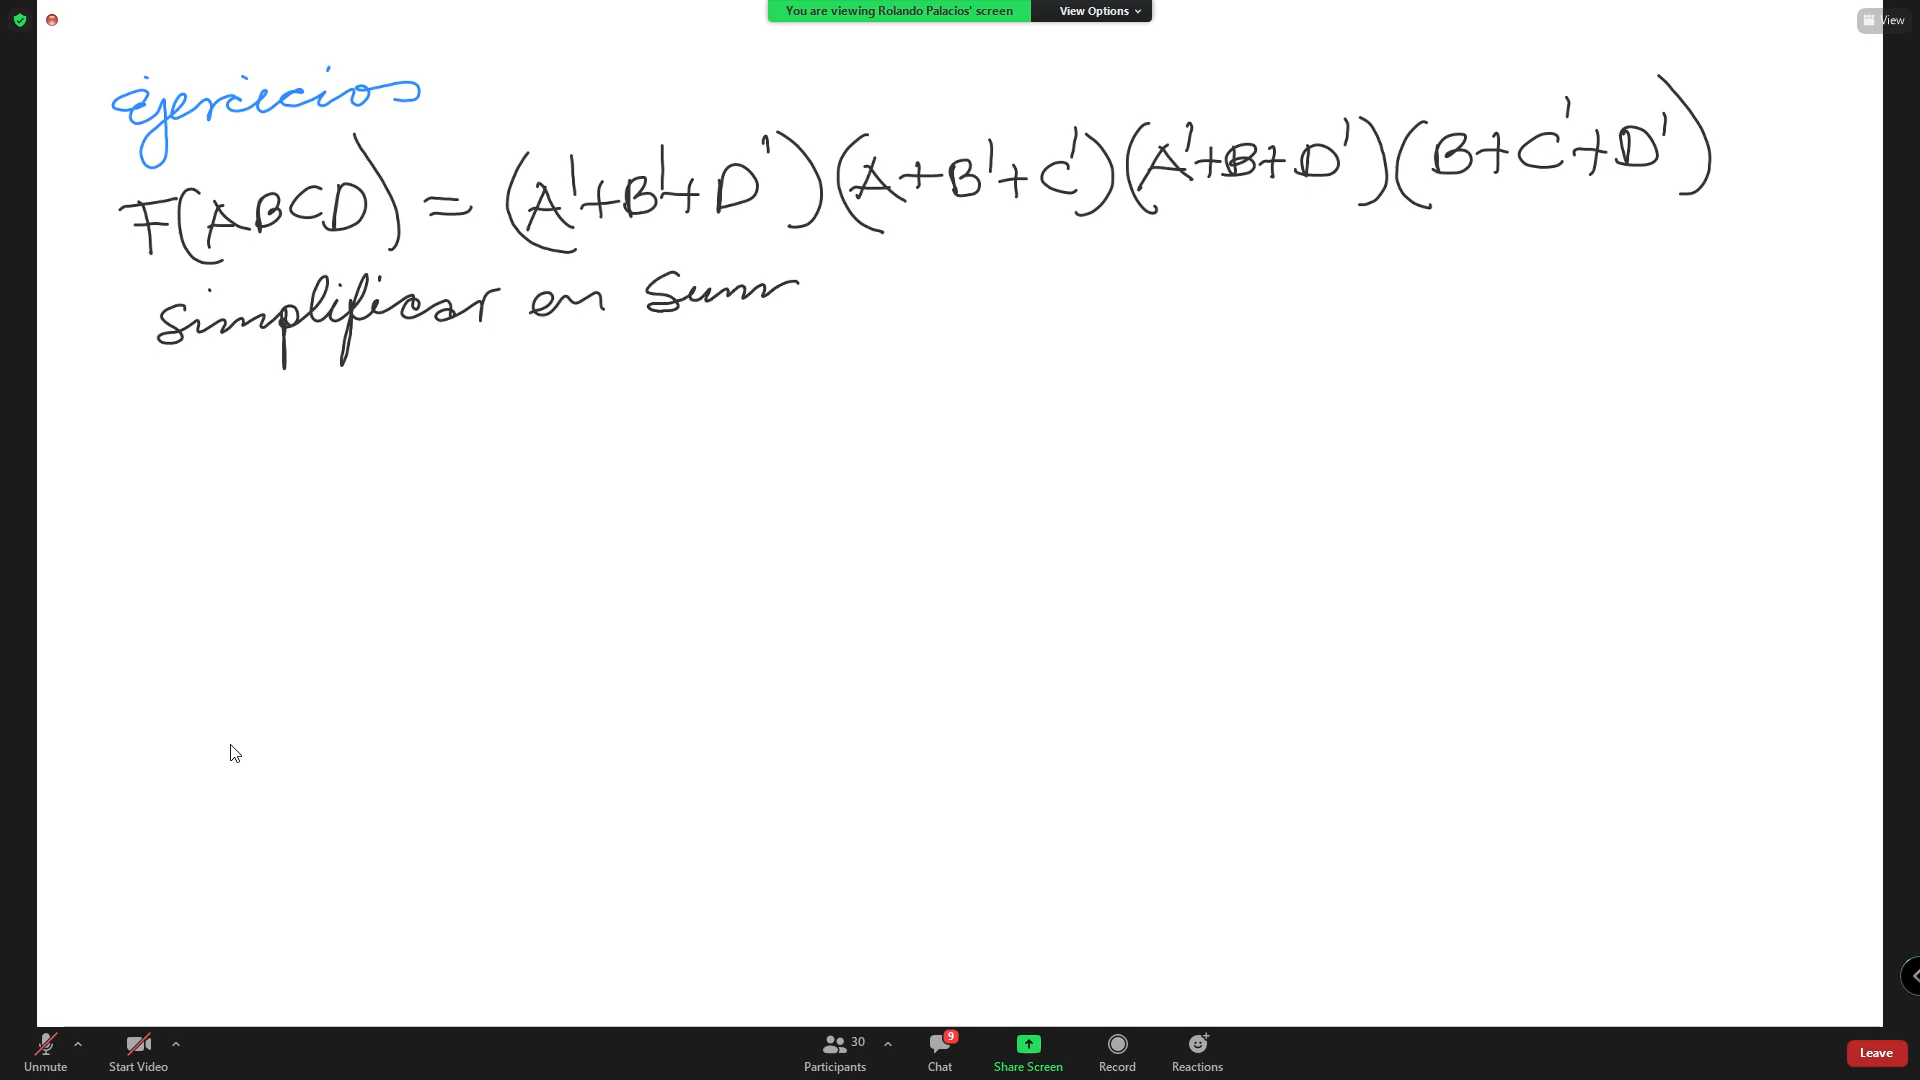 You are viewing Rolando Palacios' screen View Options
View
ejercicios
F(ABCD) = (A'+B'+D')(A+B'+C')(A'+B+D')(B+C'+D')
simplificar en Sum
Unmute Start Video 30 Participants 9 Chat Share Screen Record Reactions Leave